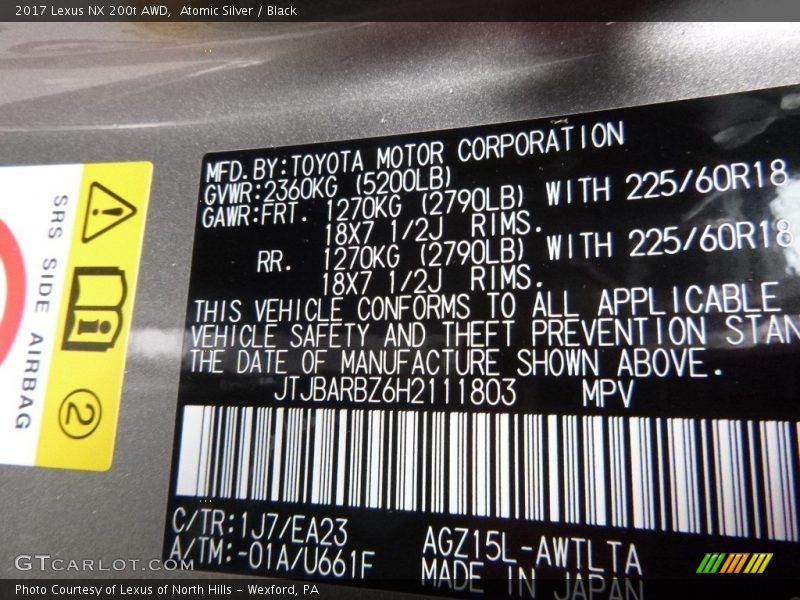 2017 Lexus NX 200t AWD, Atomic Silver / Black
MFD. BY: TOYOTA MOTOR CORPORATION
GVWR: 2360KG (5200LB)
GAWR: FRT. 1270KG (2790LB) WITH 225/60R18
18X7 1/2J RIMS.
RR. 1270KG (2790LB) WITH 225/60R18
18X7 1/2J RIMS.
THIS VEHICLE CONFORMS TO ALL APPLICABLE
VEHICLE SAFETY AND THEFT PREVENTION STAN
THE DATE OF MANUFACTURE SHOWN ABOVE.
JTJBARBZ6H2111803 MPV
C/TR: 1J7/EA23 AGZ15L-AWTLTA
A/TM: -01A/U661F MADE IN JAPAN
SRS SIDE AIRBAG
2
GTCARLOT.COM
Photo Courtesy of Lexus of North Hills - Wexford, PA